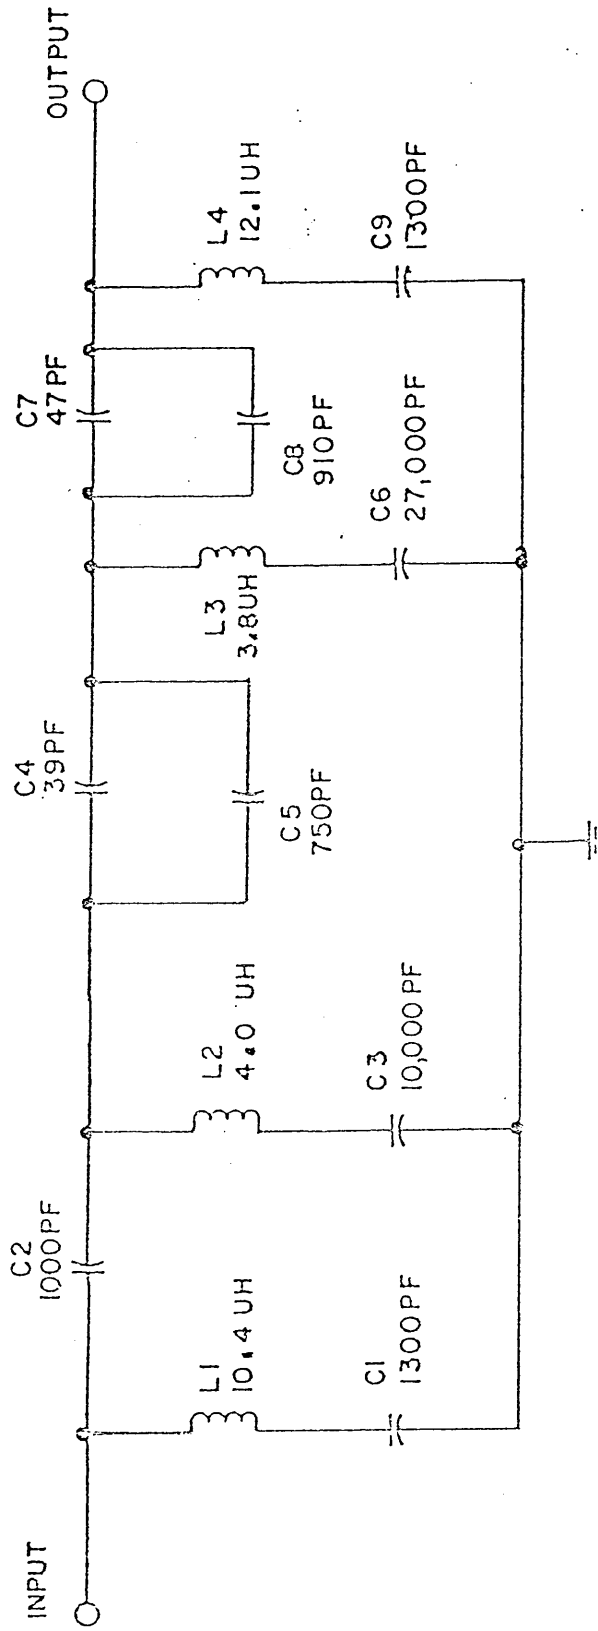 INPUT
L1
10.4 UH
C1
1300PF
C2
1000PF
L2
4.0 UH
C3
10,000PF
C4
39PF
C5
750PF
L3
3.8UH
C6
27,000PF
C7
47PF
C8
910PF
L4
12.1UH
C9
1300PF
OUTPUT